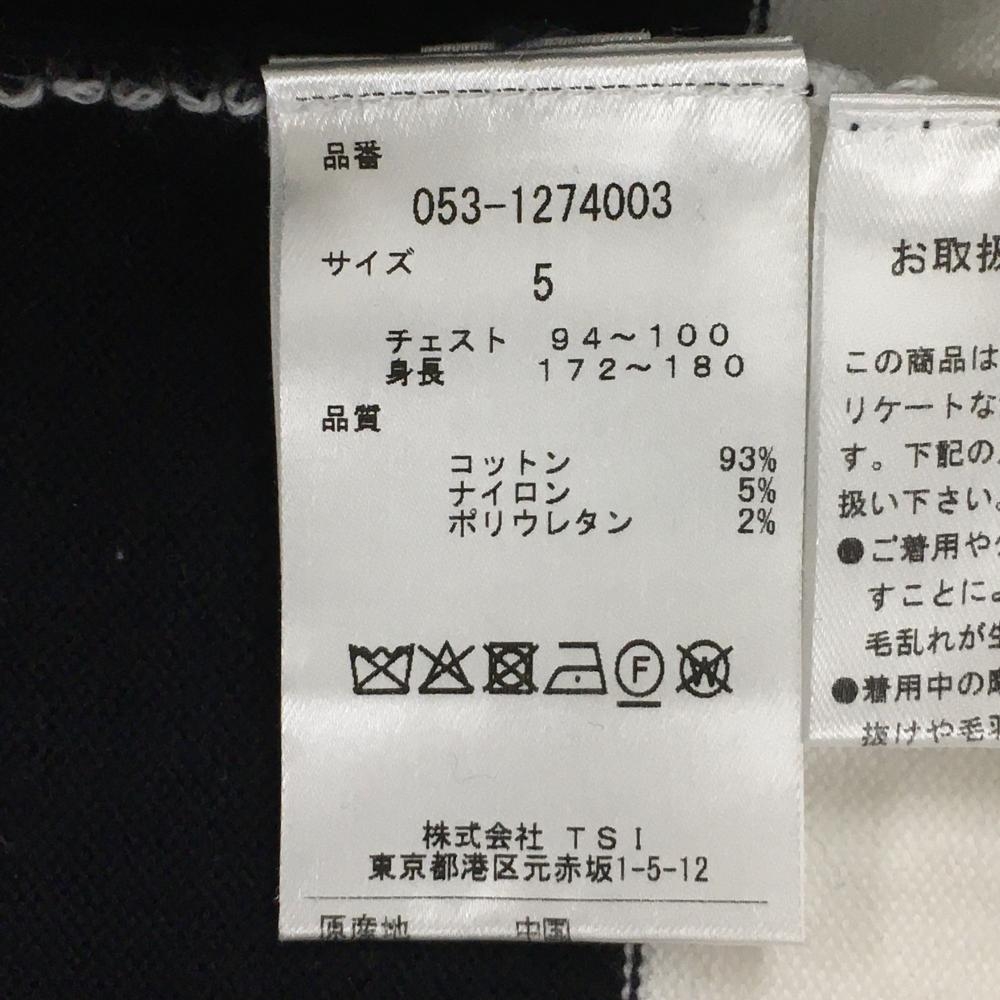 品番
053-1274003
サイズ
5
チェスト 94〜100
身長 172〜180
品質
コットン 93%
ナイロン 5%
ポリウレタン 2%
F W
株式会社 TSI
東京都港区元赤坂1-5-12
原産地 中国
お取扱
この商品は
リケートな
す。下記の
扱い下さい。
●ご着用や
すことによ
毛乱れが生
●着用中の摩
抜けや毛羽